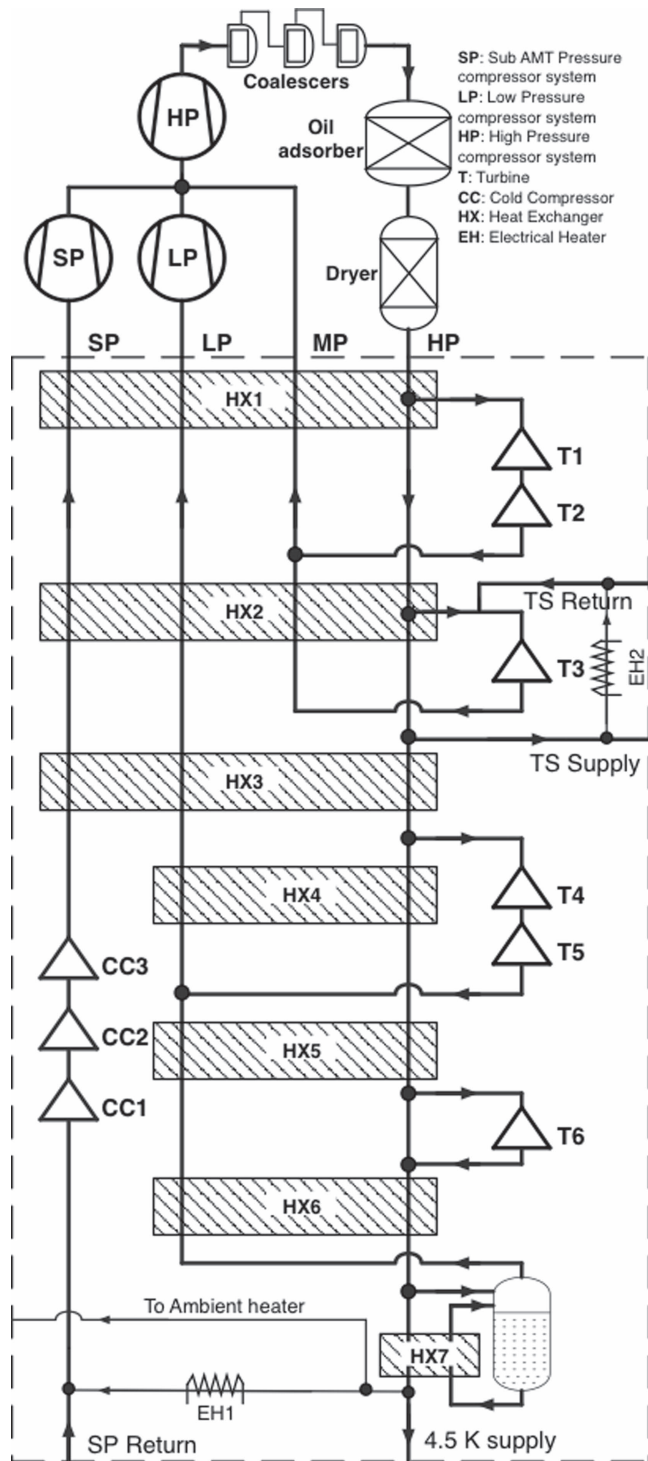 Coalescers
SP: Sub AMT Pressure
compressor system
LP: Low Pressure
compressor system
HP: High Pressure
compressor system
T: Turbine
CC: Cold Compressor
HX: Heat Exchanger
EH: Electrical Heater
HP
Oil
adsorber
SP
LP
Dryer
SP
LP
MP
HP
HX1
T1
T2
TS Return
HX2
EH2
T3
TS Supply
HX3
HX4
T4
T5
CC3
CC2
CC1
HX5
T6
HX6
To Ambient heater
HX7
EH1
SP Return
4.5 K supply